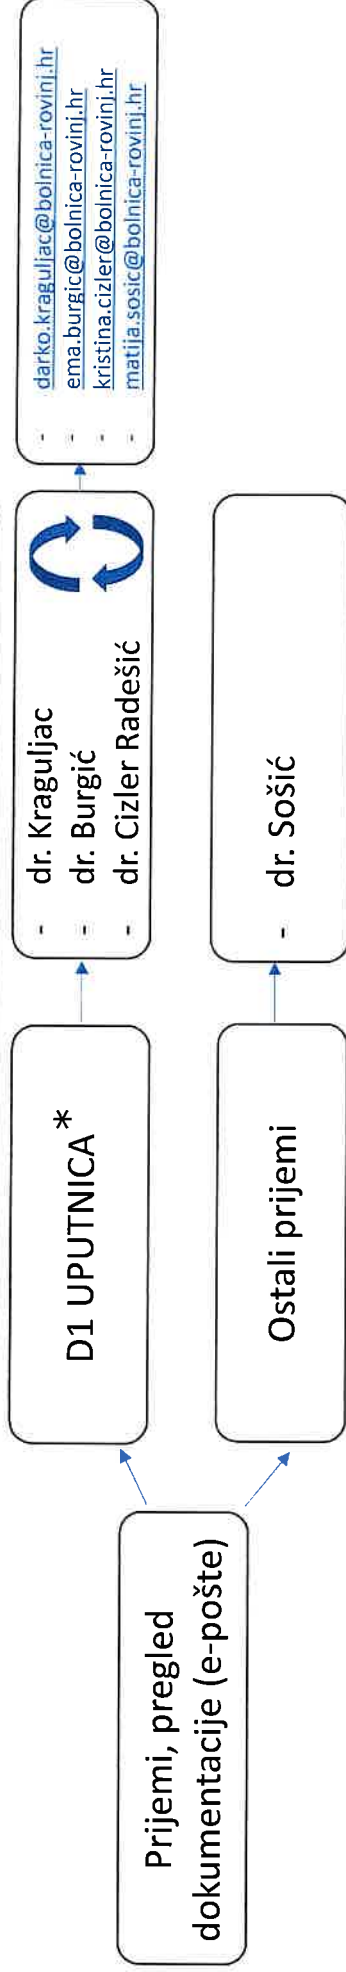 Prijemi, pregled
dokumentacije (e-pošte)
D1 UPUTNICA*
- dr. Kraguljac
- dr. Burgić
- dr. Cizler Radešić
- darko.kraguljac@bolnica-rovinj.hr
- ema.burgic@bolnica-rovinj.hr
- kristina.cizler@bolnica-rovinj.hr
- matija.sosic@bolnica-rovinj.hr
Ostali prijemi
- dr. Sošić